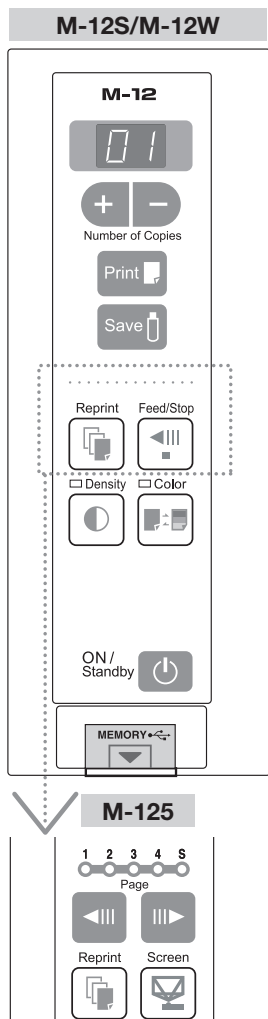 M-12S/M-12W
M-12
01
+ −
Number of Copies
Print
Save
Reprint Feed/Stop
Density Color
ON/
Standby
MEMORY
M-125
1 2 3 4 S
Page
Reprint Screen